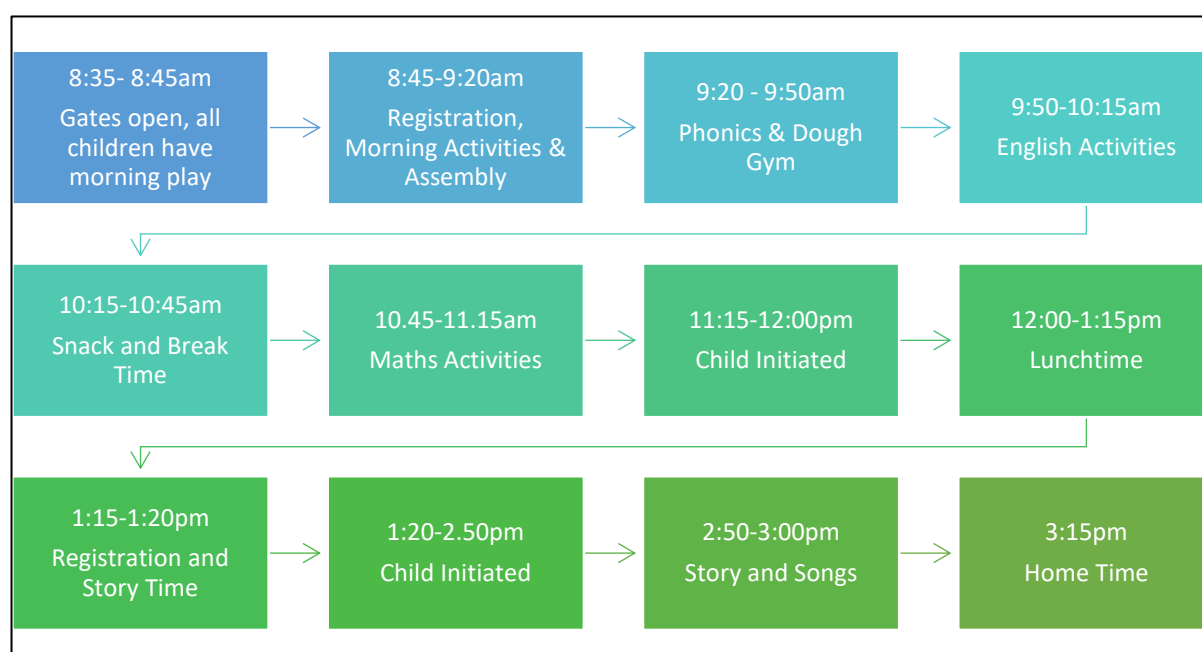 8:35- 8:45am
Gates open, all
children have
morning play
8:45-9:20am
Registration,
Morning Activities &
Assembly
9:20 - 9:50am
Phonics & Dough
Gym
9:50-10:15am
English Activities
10:15-10:45am
Snack and Break
Time
10.45-11.15am
Maths Activities
11:15-12:00pm
Child Initiated
12:00-1:15pm
Lunchtime
1:15-1:20pm
Registration and
Story Time
1:20-2.50pm
Child Initiated
2:50-3:00pm
Story and Songs
3:15pm
Home Time